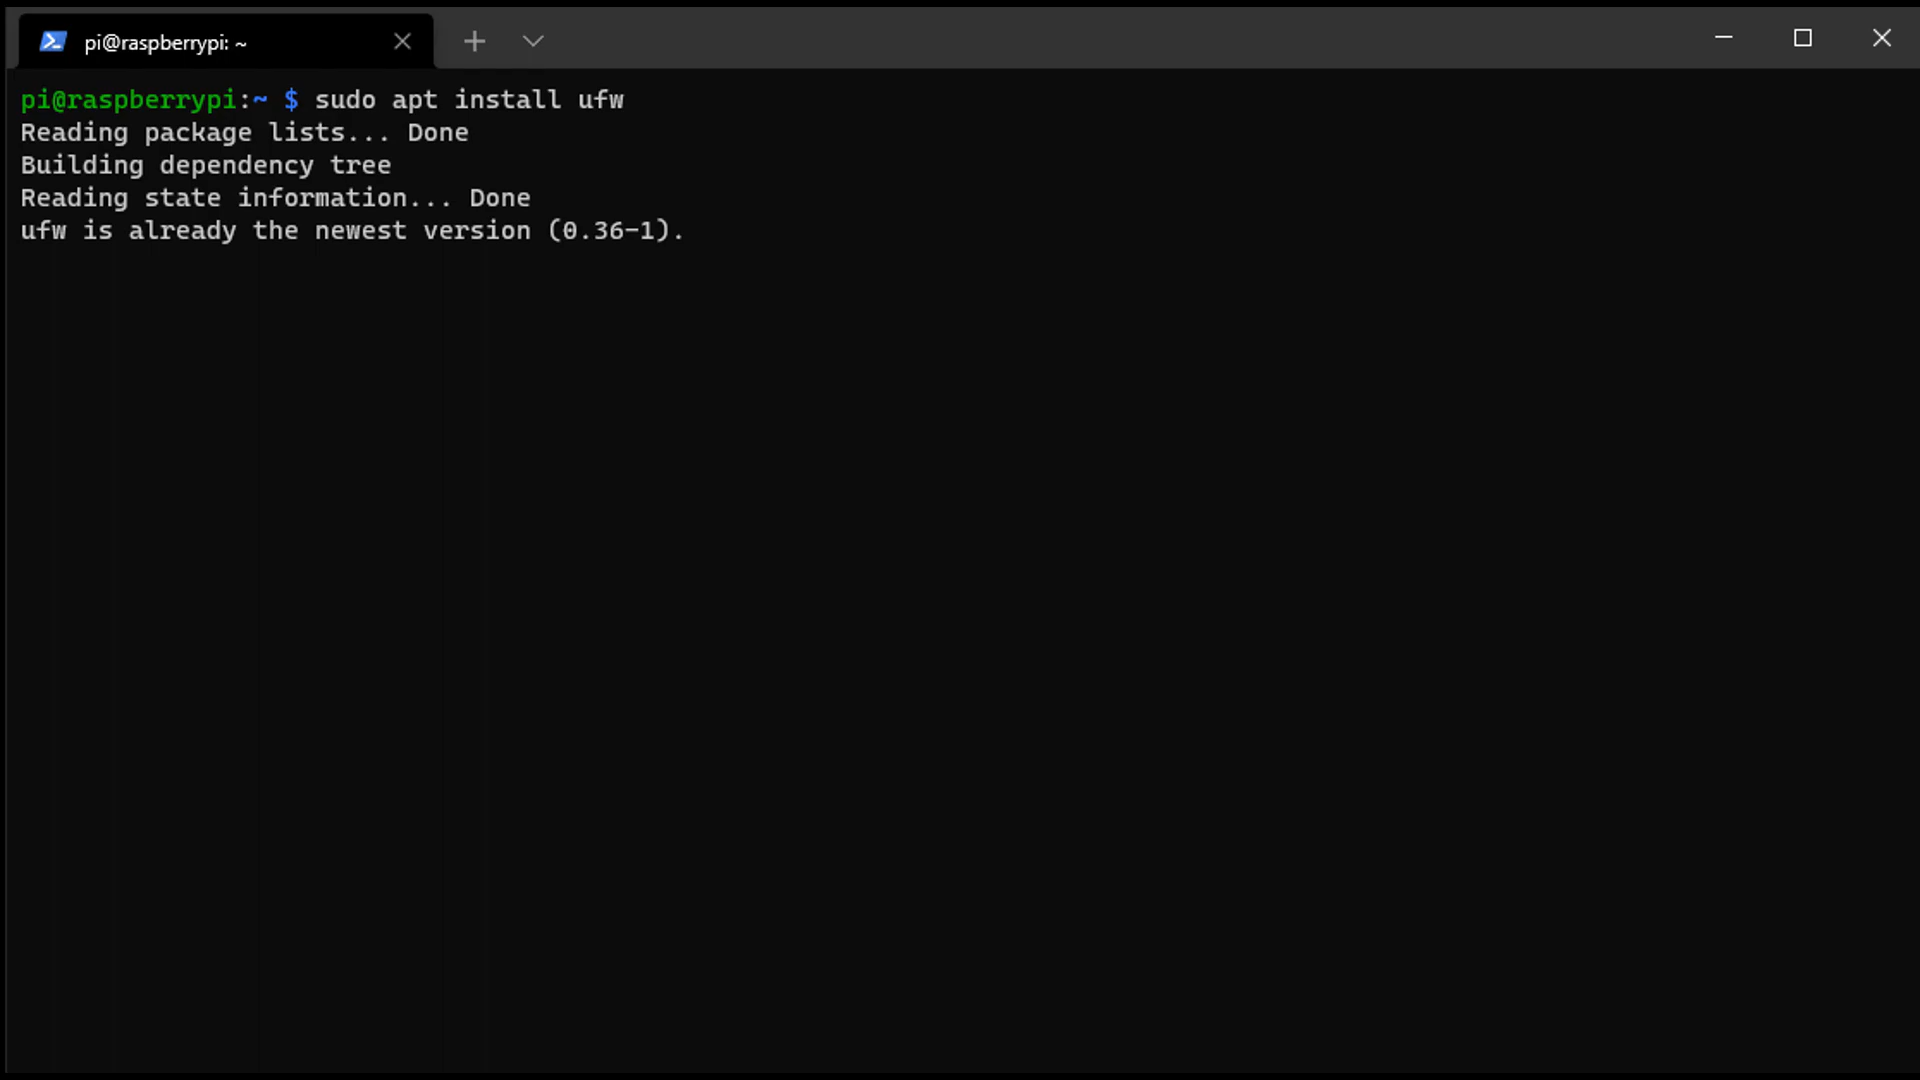 pi@raspberrypi: ~
pi@raspberrypi:~ $ sudo apt install ufw
Reading package lists... Done
Building dependency tree
Reading state information... Done
ufw is already the newest version (0.36-1).